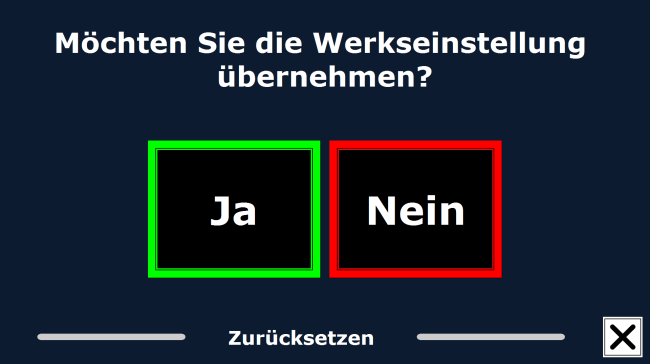 Möchten Sie die Werkseinstellung
übernehmen?
Ja
Nein
Zurücksetzen